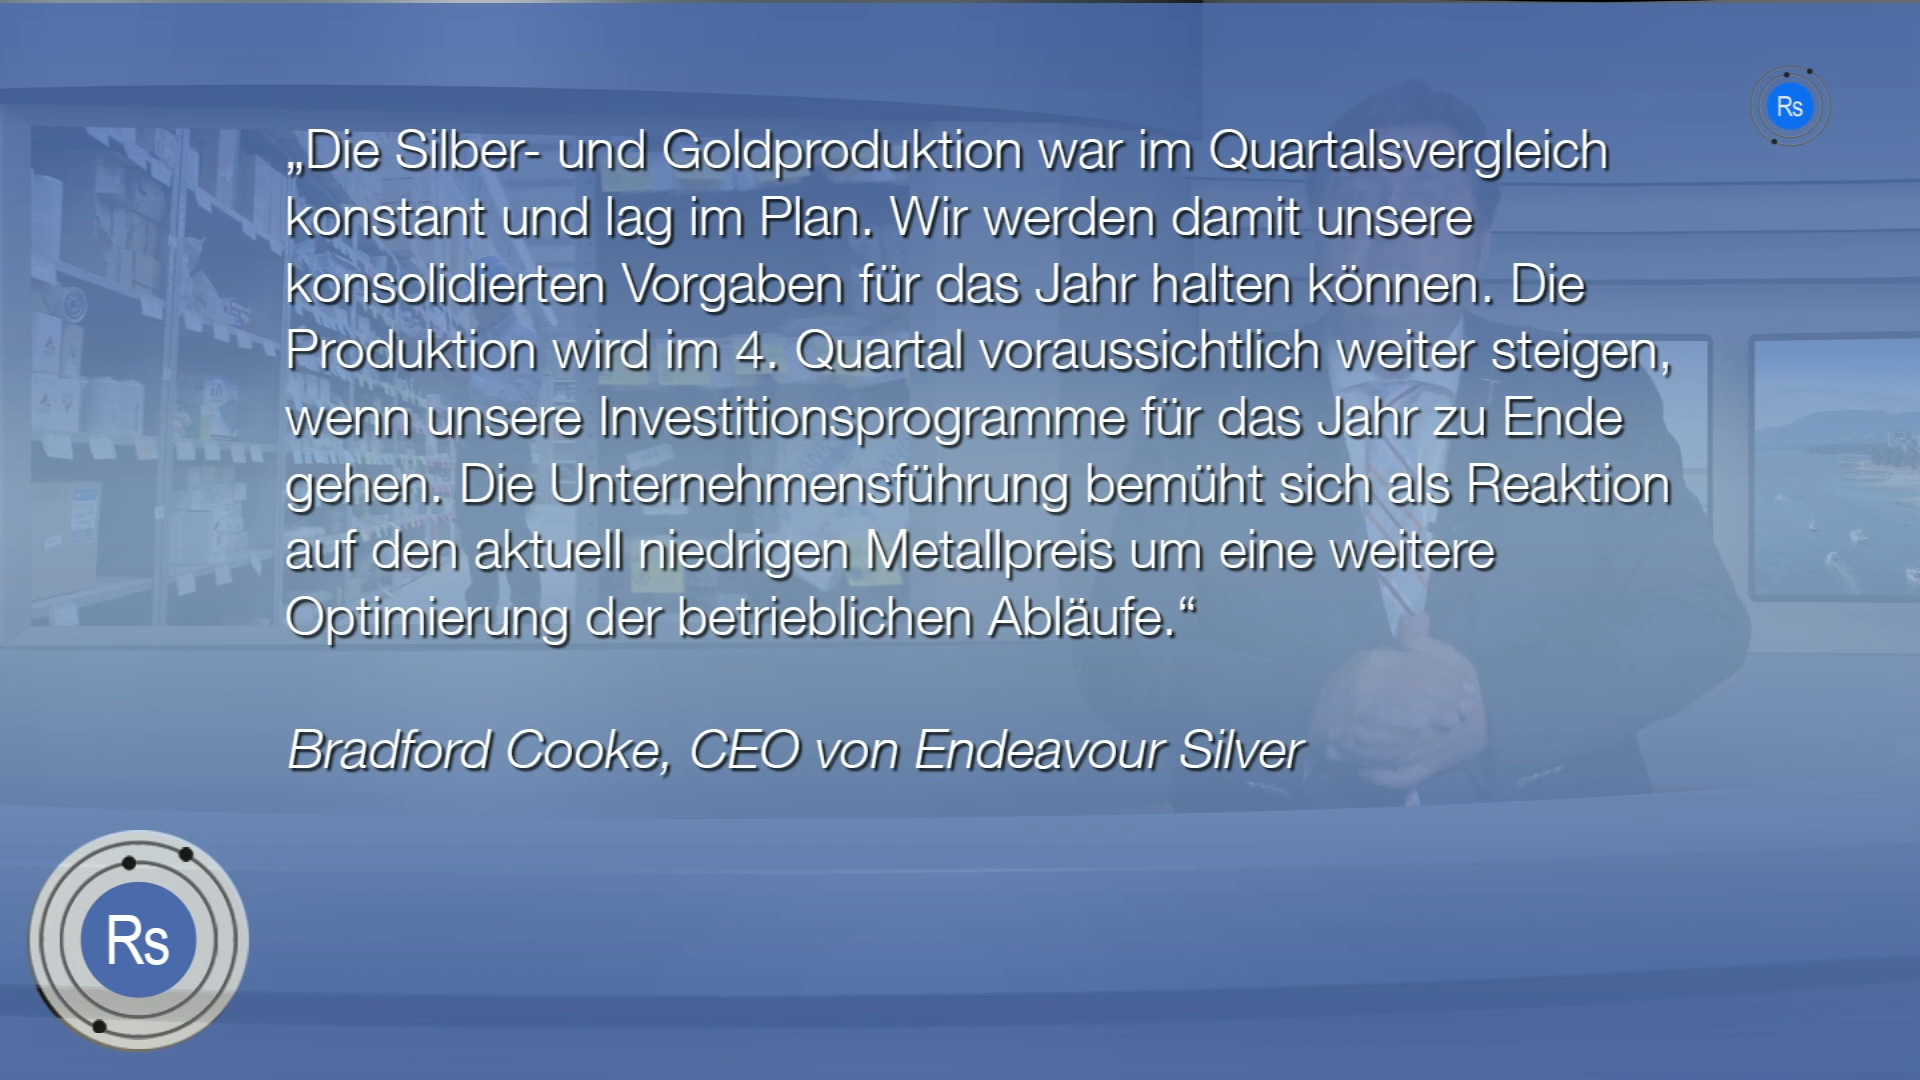 Rs
„Die Silber- und Goldproduktion war im Quartalsvergleich
konstant und lag im Plan. Wir werden damit unsere
konsolidierten Vorgaben für das Jahr halten können. Die
Produktion wird im 4. Quartal voraussichtlich weiter steigen,
wenn unsere Investitionsprogramme für das Jahr zu Ende
gehen. Die Unternehmensführung bemüht sich als Reaktion
auf den aktuell niedrigen Metallpreis um eine weitere
Optimierung der betrieblichen Abläufe.“
Bradford Cooke, CEO von Endeavour Silver
Rs